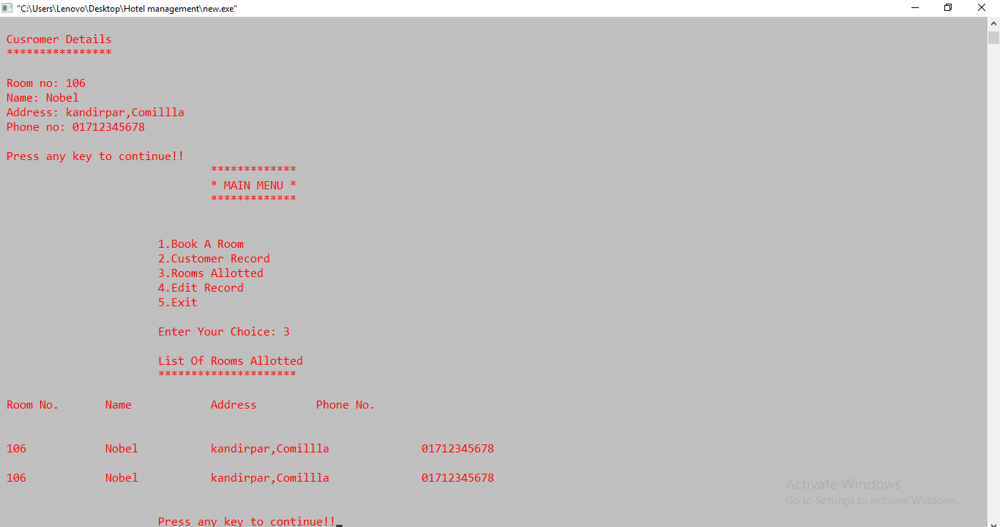 "C:\Users\Lenovo\Desktop\Hotel management\new.exe"
Cusromer Details
****************
Room no: 106
Name: Nobel
Address: kandirpar,Comillla
Phone no: 01712345678
Press any key to continue!!
*************
* MAIN MENU *
*************
1.Book A Room
2.Customer Record
3.Rooms Allotted
4.Edit Record
5.Exit
Enter Your Choice: 3
List Of Rooms Allotted
*********************
Room No. Name Address Phone No.
106 Nobel kandirpar,Comillla 01712345678
106 Nobel kandirpar,Comillla 01712345678
Press any key to continue!!
Activate Windows
Go to Settings to activate Windows.